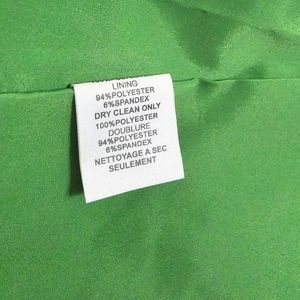 LINING
94%POLYESTER
6%SPANDEX
DRY CLEAN ONLY
100%POLYESTER
DOUBLURE
94%POLYESTER
6%SPANDEX
NETTOYAGE A SEC
SEULEMENT